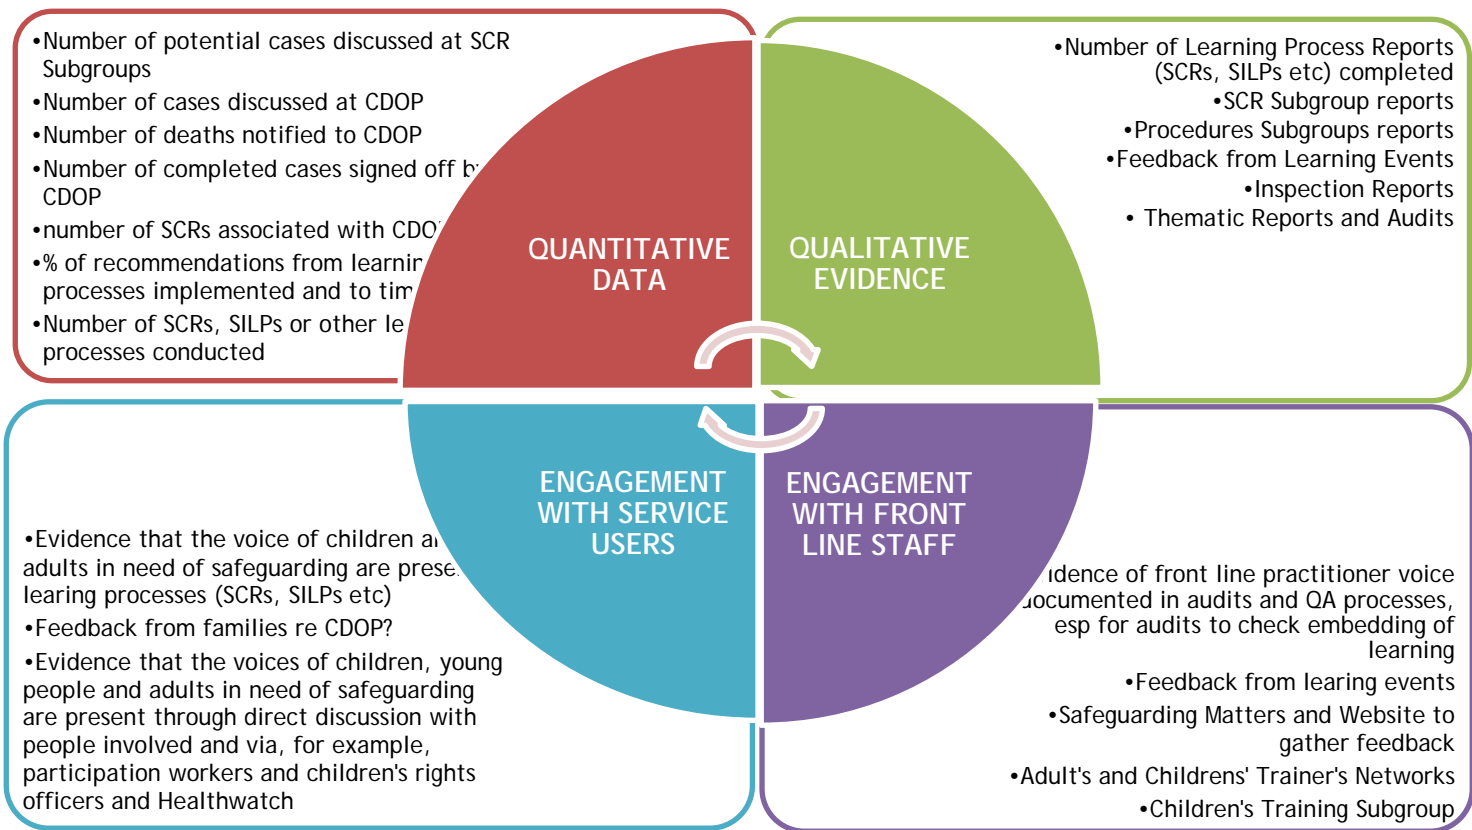 •Number of potential cases discussed at SCR
Subgroups
•Number of cases discussed at CDOP
•Number of deaths notified to CDOP
•Number of completed cases signed off
CDOP
•number of SCRs associated with
•% of recommendations from
processes implemented and to
•Number of SCRs, SILPs or other
processes conducted
QUANTITATIVE
DATA
•Number of Learning Process Reports
(SCRs, SILPs etc) completed
•SCR Subgroup reports
•Procedures Subgroups reports
•Feedback from Learning Events
•Inspection Reports
• Thematic Reports and Audits
QUALITATIVE
EVIDENCE
•Evidence that the voice of children
adults in need of safeguarding are
learing processes (SCRs, SILPs etc)
•Feedback from families re CDOP?
•Evidence that the voices of children, young
people and adults in need of safeguarding
are present through direct discussion with
people involved and via, for example,
participation workers and children's rights
officers and Healthwatch
ENGAGEMENT
WITH SERVICE
USERS
ENGAGEMENT
WITH FRONT
LINE STAFF
of front line practitioner voice
documented in audits and QA processes,
esp for audits to check embedding of
learning
•Feedback from learing events
•Safeguarding Matters and Website to
gather feedback
•Adult's and Childrens' Trainer's Networks
•Children's Training Subgroup